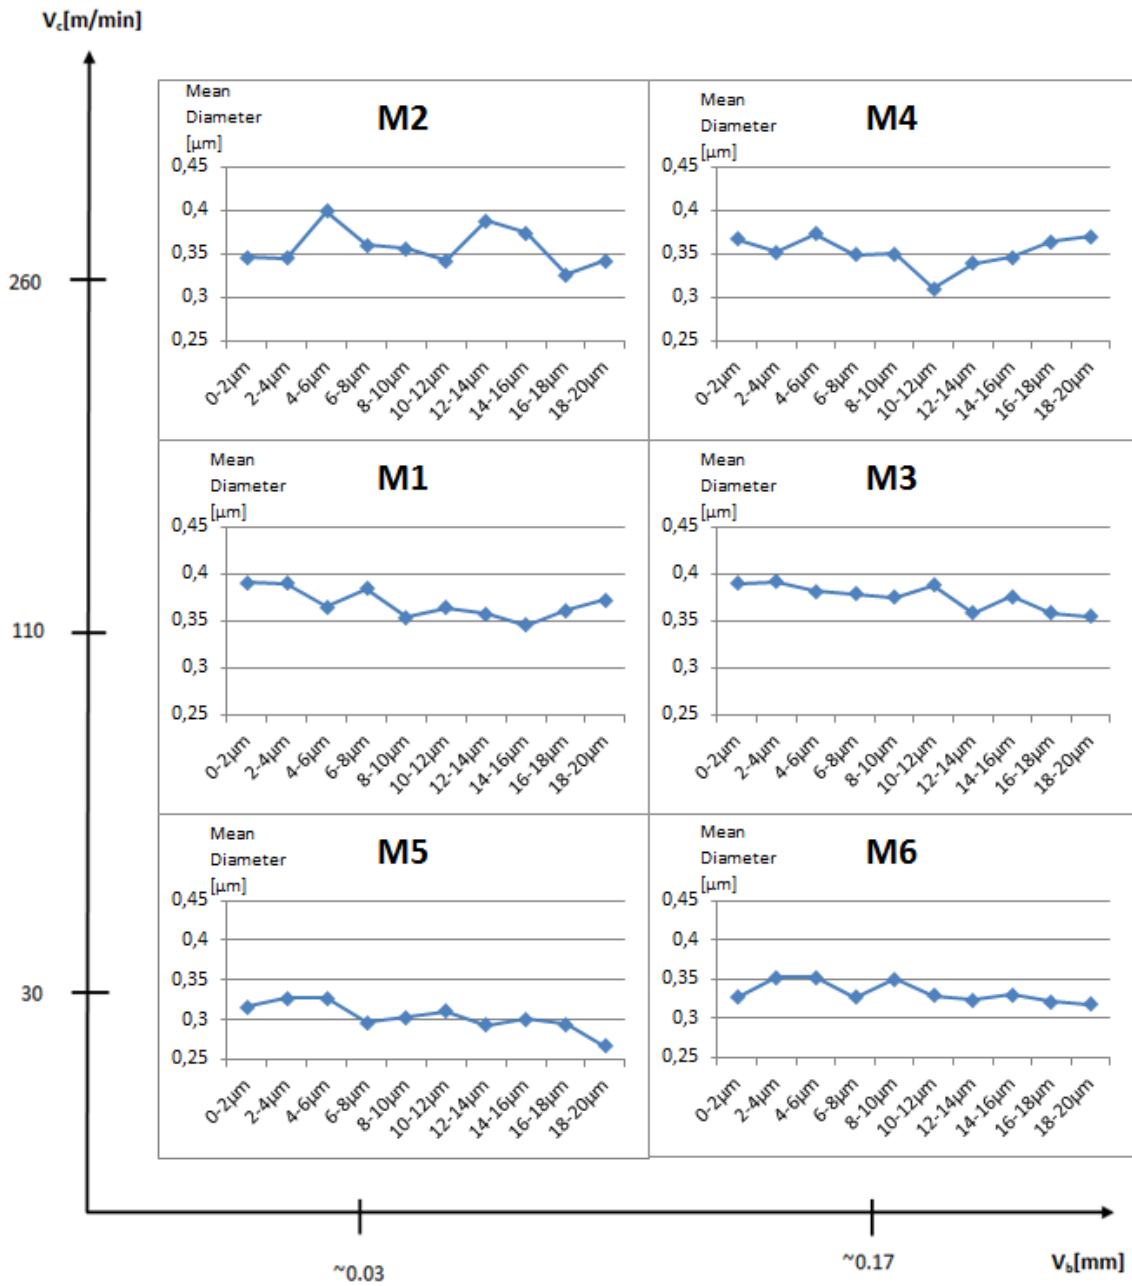 Vc[m/min]
Mean
Diameter
[µm]
M2
0,45
0,4
0,35
0,3
0,25
0-2µm
2-4µm
4-6µm
6-8µm
8-10µm
10-12µm
12-14µm
14-16µm
16-18µm
18-20µm
Mean
Diameter
[µm]
M4
0,45
0,4
0,35
0,3
0,25
0-2µm
2-4µm
4-6µm
6-8µm
8-10µm
10-12µm
12-14µm
14-16µm
16-18µm
18-20µm
260
Mean
Diameter
[µm]
M1
0,45
0,4
0,35
0,3
0,25
0-2µm
2-4µm
4-6µm
6-8µm
8-10µm
10-12µm
12-14µm
14-16µm
16-18µm
18-20µm
Mean
Diameter
[µm]
M3
0,45
0,4
0,35
0,3
0,25
0-2µm
2-4µm
4-6µm
6-8µm
8-10µm
10-12µm
12-14µm
14-16µm
16-18µm
18-20µm
110
Mean
Diameter
[µm]
M5
0,45
0,4
0,35
0,3
0,25
0-2µm
2-4µm
4-6µm
6-8µm
8-10µm
10-12µm
12-14µm
14-16µm
16-18µm
18-20µm
Mean
Diameter
[µm]
M6
0,45
0,4
0,35
0,3
0,25
0-2µm
2-4µm
4-6µm
6-8µm
8-10µm
10-12µm
12-14µm
14-16µm
16-18µm
18-20µm
30
~0.03
~0.17
Vb[mm]